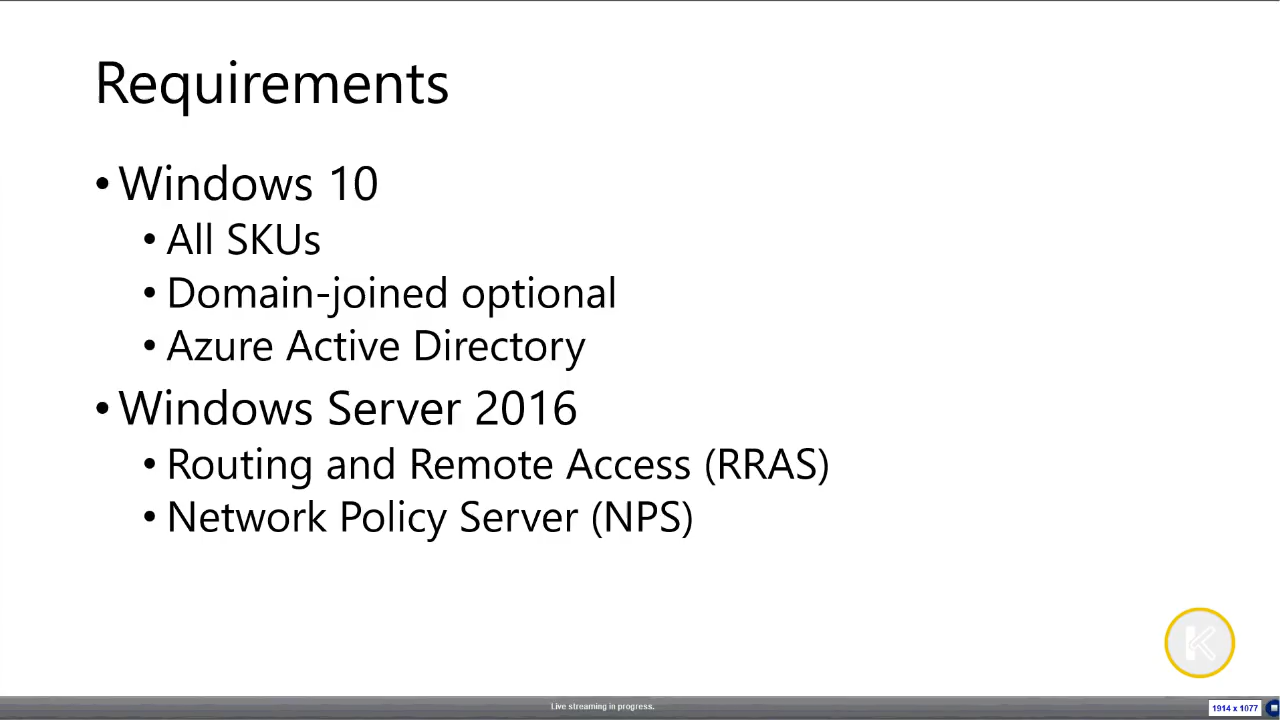 Requirements
• Windows 10
• All SKUs
• Domain-joined optional
• Azure Active Directory
• Windows Server 2016
• Routing and Remote Access (RRAS)
• Network Policy Server (NPS)
K
Live streaming in progress.
1914 x 1077